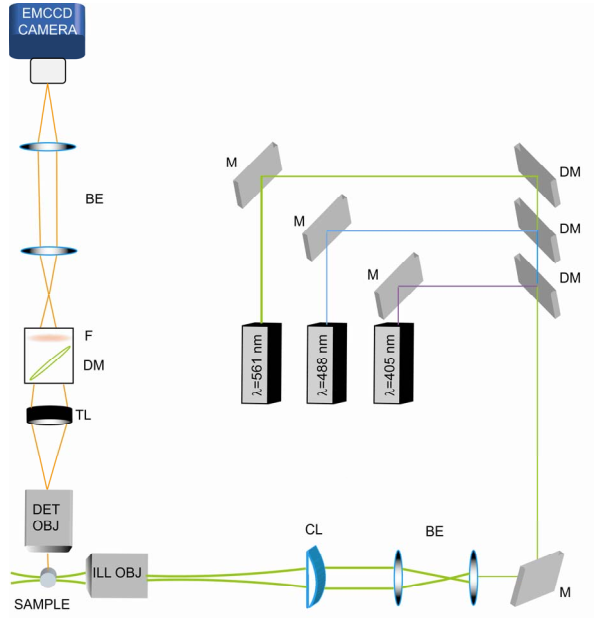 EMCCD
CAMERA
M
DM
BE
M
DM
M
DM
F
DM
λ=561 nm
λ=488 nm
λ=405 nm
TL
DET
OBJ
CL
BE
ILL OBJ
M
SAMPLE